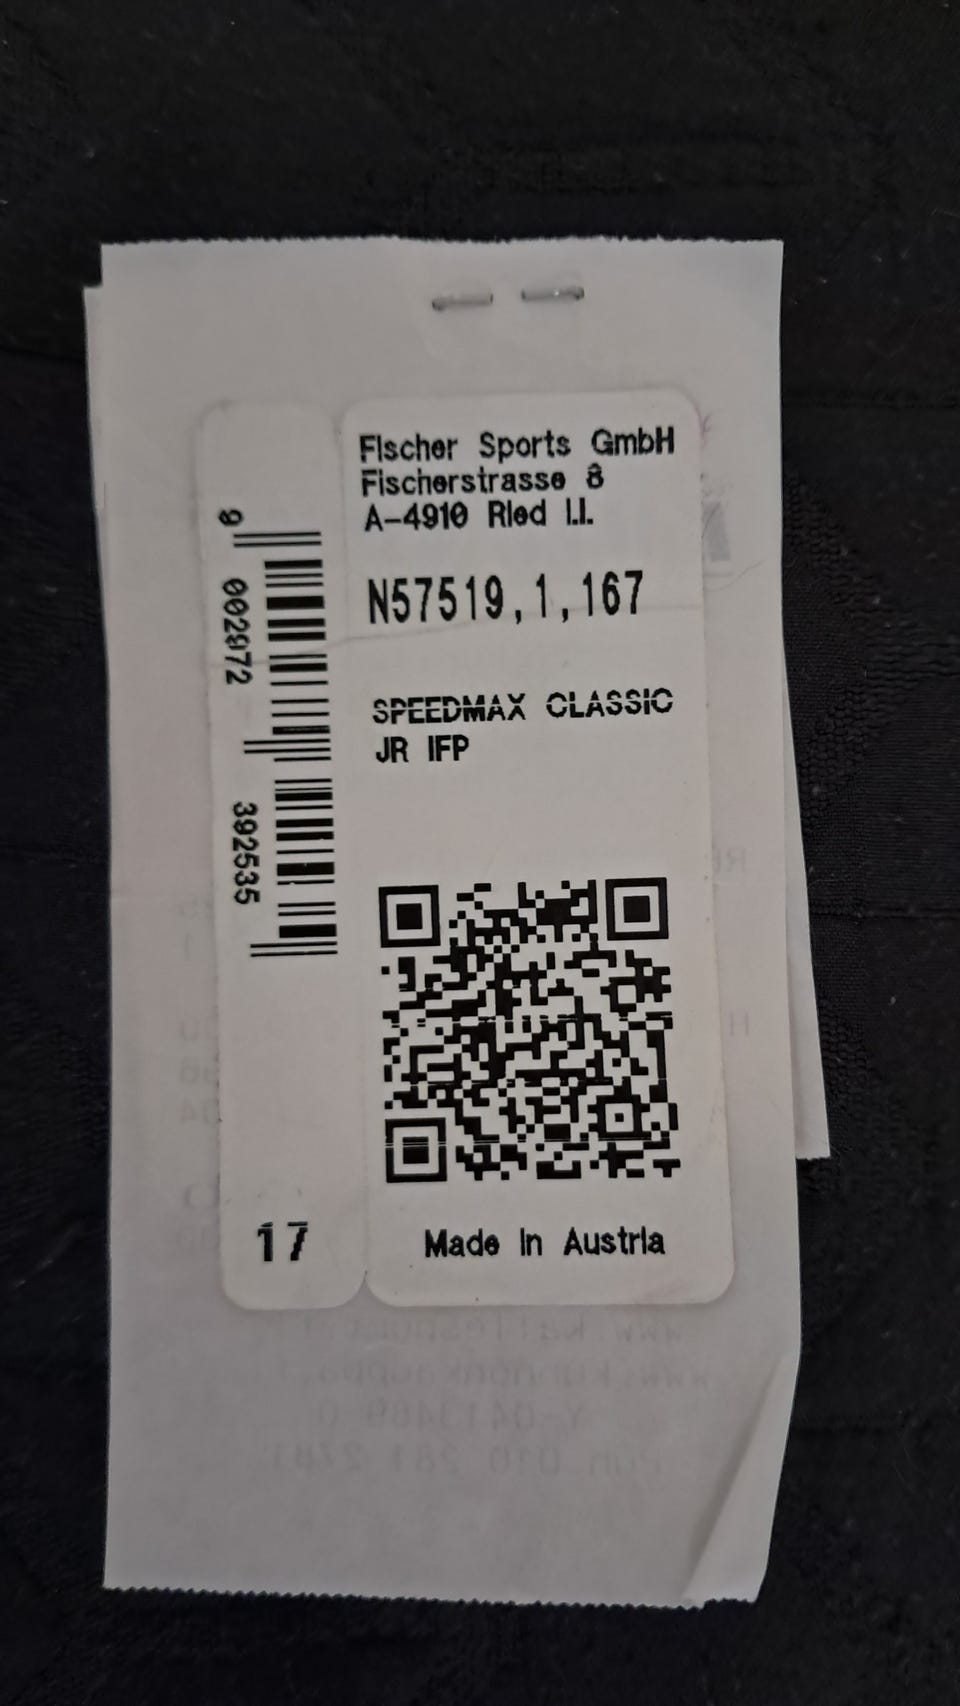 Fischer Sports GmbH
Fischerstrasse 8
A-4910 Ried I.I.
N57519,1,167
SPEEDMAX CLASSIC
JR IFP
9 002972 392535
17
Made In Austria